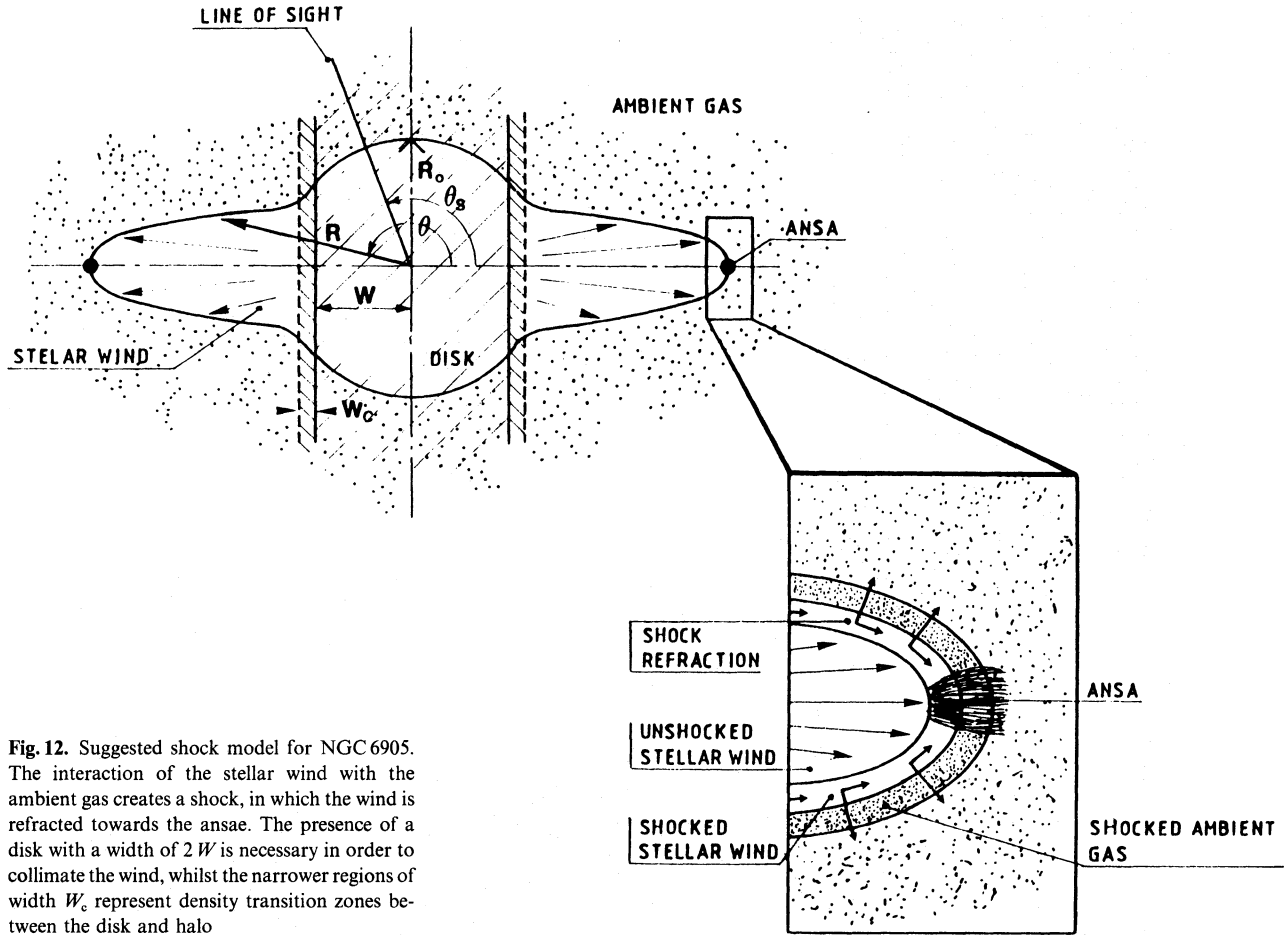 LINE OF SIGHT
AMBIENT GAS
R₀
θs
θ
R
ANSA
W
STELAR WIND
DISK
Wc
SHOCK
REFRACTION
ANSA
UNSHOCKED
STELLAR WIND
SHOCKED
STELLAR WIND
SHOCKED AMBIENT
GAS
Fig. 12. Suggested shock model for NGC 6905.
The interaction of the stellar wind with the
ambient gas creates a shock, in which the wind is
refracted towards the ansae. The presence of a
disk with a width of 2 W is necessary in order to
collimate the wind, whilst the narrower regions of
width Wc represent density transition zones be-
tween the disk and halo